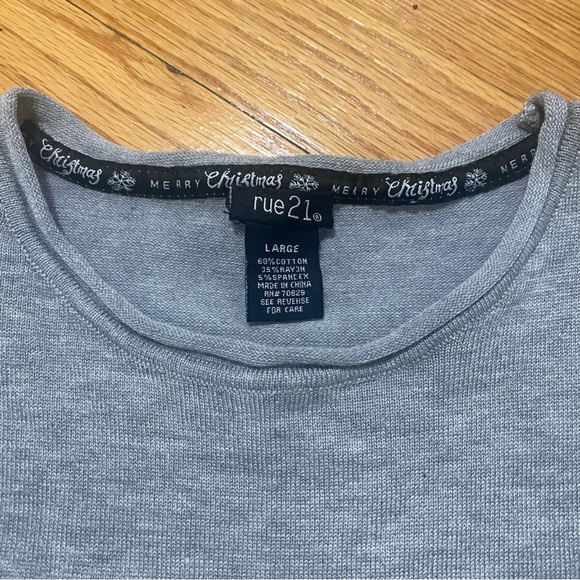 Christmas MERRY Christmas MERRY Christmas MERRY
rue21®
LARGE
60%COTTON
35%RAYON
5%SPANDEX
MADE IN CHINA
RN#70829
SEE REVERSE
FOR CARE